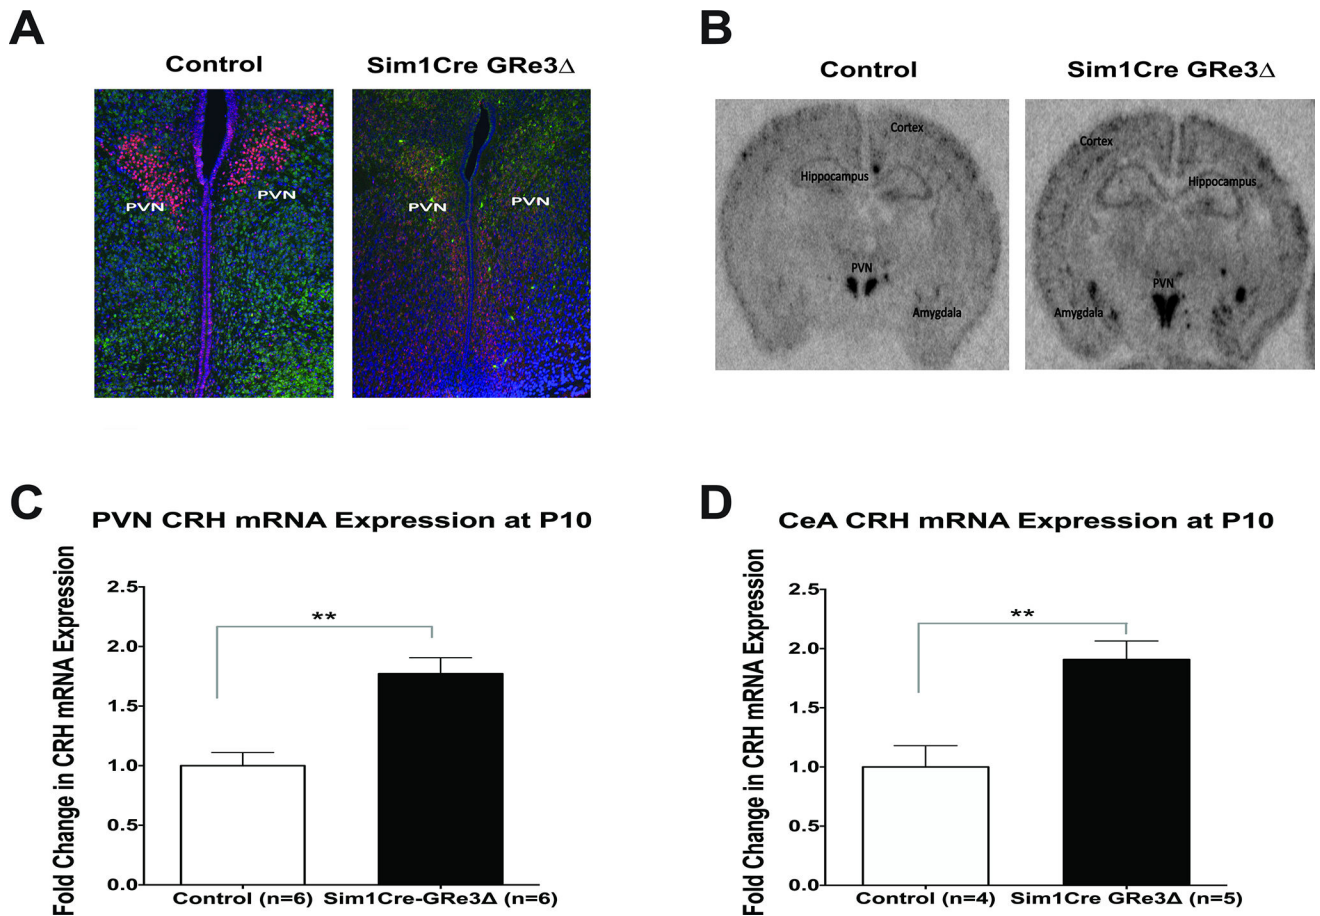 A
Control
Sim1Cre GRe3Δ
PVN
PVN
PVN
PVN
B
Control
Sim1Cre GRe3Δ
Cortex
Hippocampus
PVN
Amygdala
Cortex
Hippocampus
PVN
Amygdala
C
PVN CRH mRNA Expression at P10
Fold Change in CRH mRNA Expression
2.5
2.0
1.5
1.0
0.5
0.0
**
Control (n=6)
Sim1Cre-GRe3Δ (n=6)
D
CeA CRH mRNA Expression at P10
Fold Change in CRH mRNA Expression
2.5
2.0
1.5
1.0
0.5
0.0
**
Control (n=4)
Sim1Cre GRe3Δ (n=5)